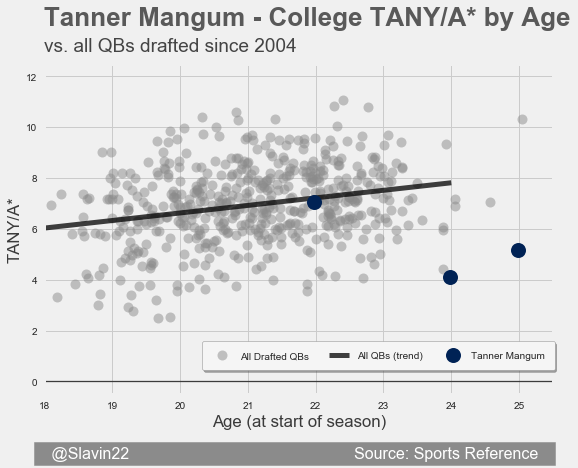 Tanner Mangum - College TANY/A* by Age
vs. all QBs drafted since 2004
TANY/A*
12
10
8
6
4
2
0
All Drafted QBs
All QBs (trend)
Tanner Mangum
18 19 20 21 22 23 24 25
Age (at start of season)
@Slavin22
Source: Sports Reference